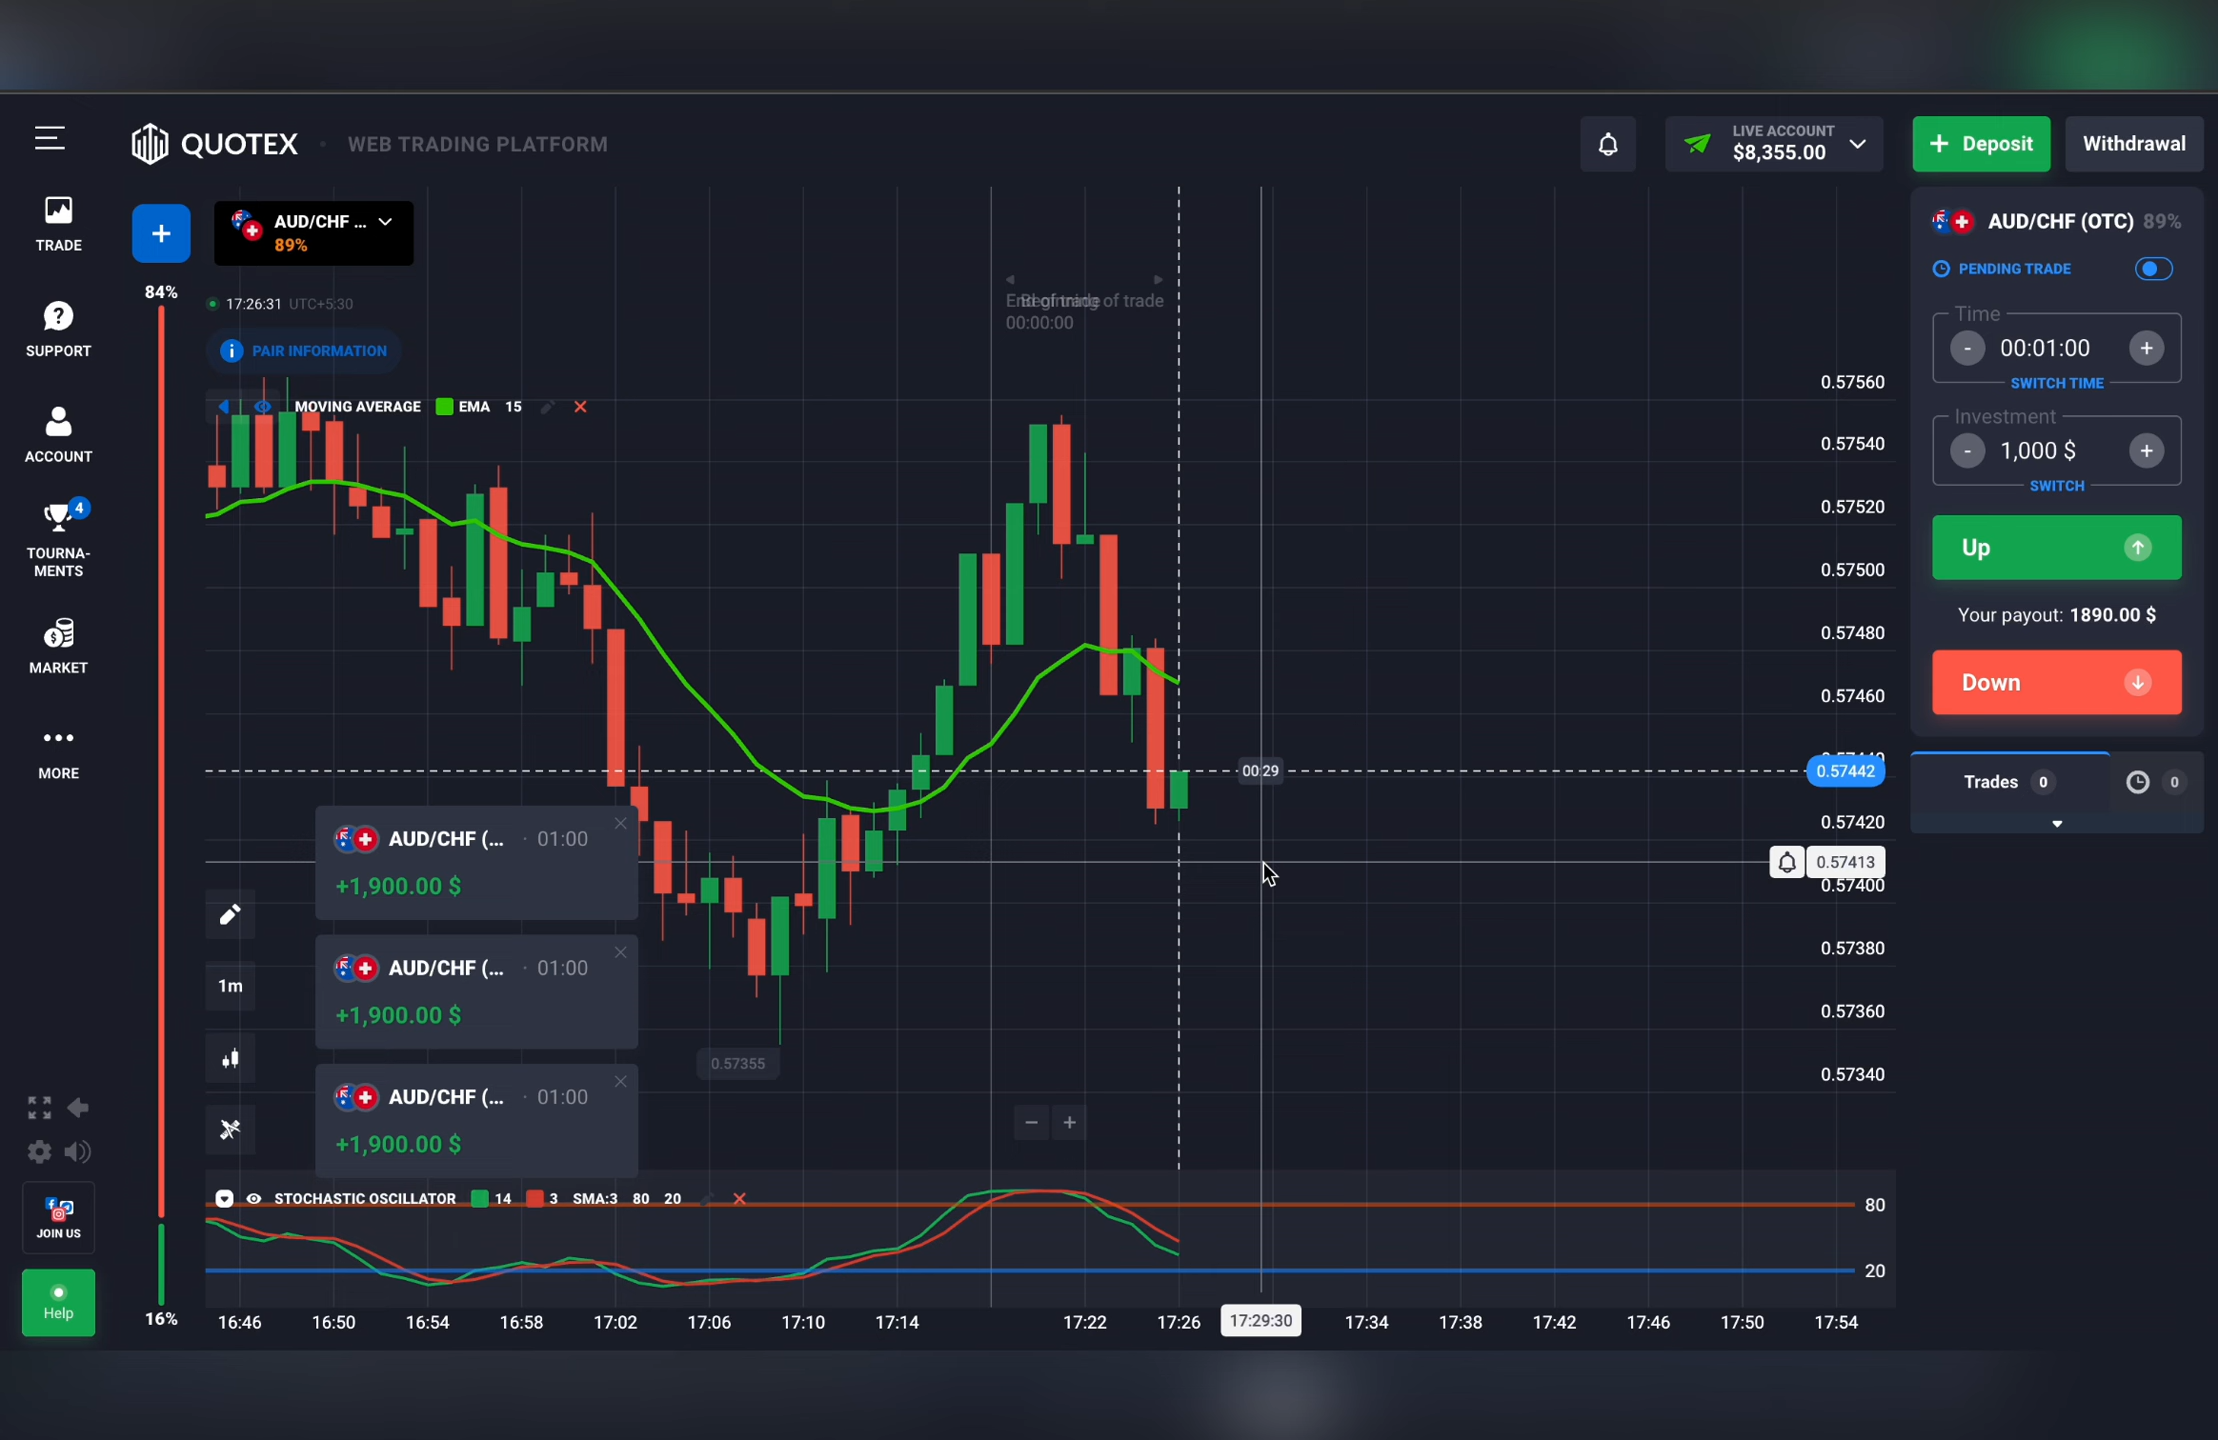 QUOTEX
WEB TRADING PLATFORM
LIVE ACCOUNT
$8,355.00
+ Deposit
Withdrawal
TRADE
SUPPORT
ACCOUNT
4
TOURNA-
MENTS
MARKET
MORE
JOIN US
Help
+
AUD/CHF ...
89%
84%
17:26:31 UTC+5:30
PAIR INFORMATION
MOVING AVERAGE EMA 15
End of trade
Beginning of trade
00:00:00
0.57560
0.57540
0.57520
0.57500
0.57480
0.57460
0.57442
00:29
0.57420
0.57413
0.57400
0.57380
0.57360
0.57340
AUD/CHF (... · 01:00
+1,900.00 $
AUD/CHF (... · 01:00
+1,900.00 $
AUD/CHF (... · 01:00
+1,900.00 $
1m
0.57355
− +
STOCHASTIC OSCILLATOR 14 3 SMA:3 80 20
80
20
16%
16:46 16:50 16:54 16:58 17:02 17:06 17:10 17:14 17:22 17:26 17:29:30 17:34 17:38 17:42 17:46 17:50 17:54
AUD/CHF (OTC) 89%
PENDING TRADE
Time
- 00:01:00 +
SWITCH TIME
Investment
- 1,000 $ +
SWITCH
Up
Your payout: 1890.00 $
Down
Trades 0
0